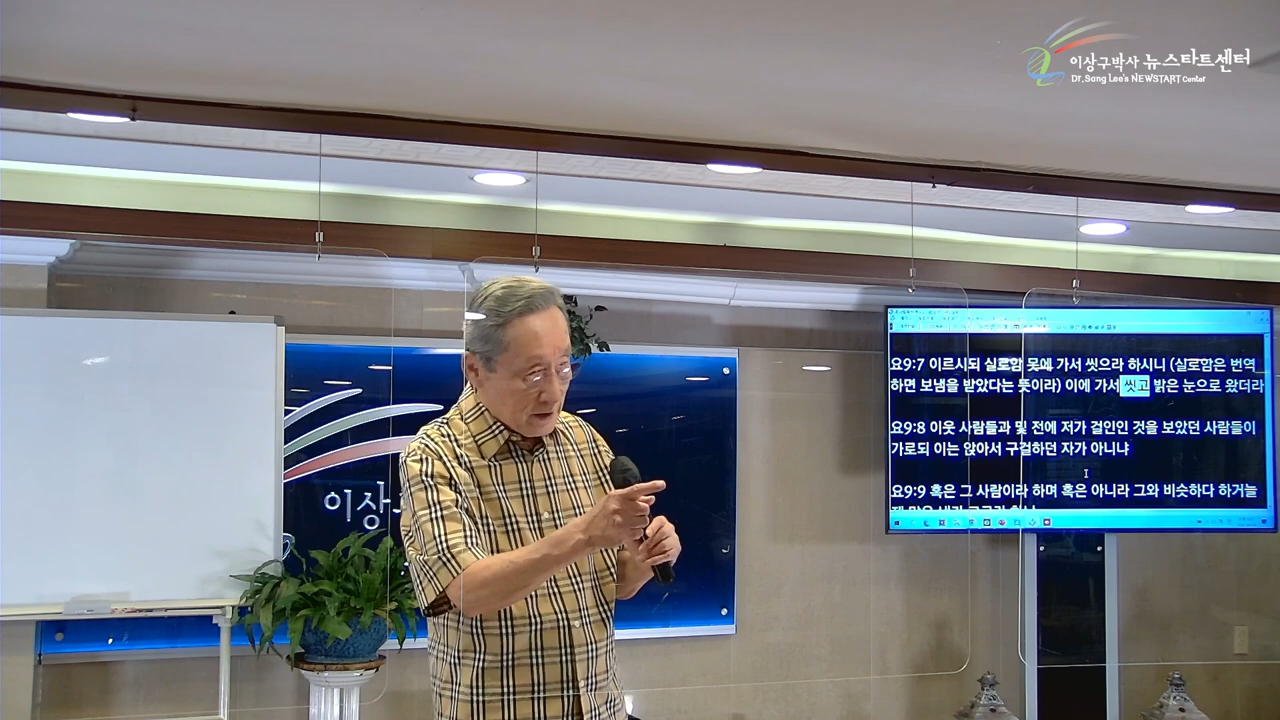 이상구박사 뉴스타트센터
Dr. Sang Lee's NEWSTART Center
이상
요9:7 이르시되 실로암 못에 가서 씻으라 하시니 (실로암은 번역
하면 보냄을 받았다는 뜻이라) 이에 가서 씻고 밝은 눈으로 왔더라
요9:8 이웃 사람들과 및 전에 저가 걸인인 것을 보았던 사람들이
가로되 이는 앉아서 구걸하던 자가 아니냐
요9:9 혹은 그 사람이라 하며 혹은 아니라 그와 비슷하다 하거늘